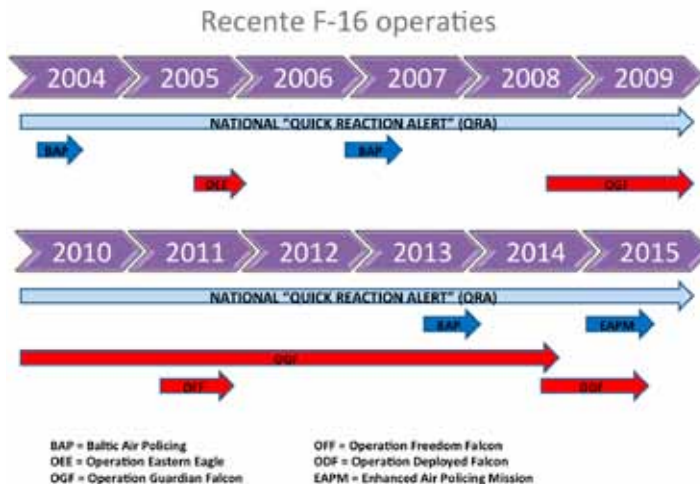 Recente F-16 operaties
2004 2005 2006 2007 2008 2009
NATIONAL "QUICK REACTION ALERT" (QRA)
BAP BAP
OEE OGF
2010 2011 2012 2013 2014 2015
NATIONAL "QUICK REACTION ALERT" (QRA)
BAP EAPM
OGF
OFF ODF
BAP = Baltic Air Policing OFF = Operation Freedom Falcon
OEE = Operation Eastern Eagle ODF = Operation Deployed Falcon
OGF = Operation Guardian Falcon EAPM = Enhanced Air Policing Mission